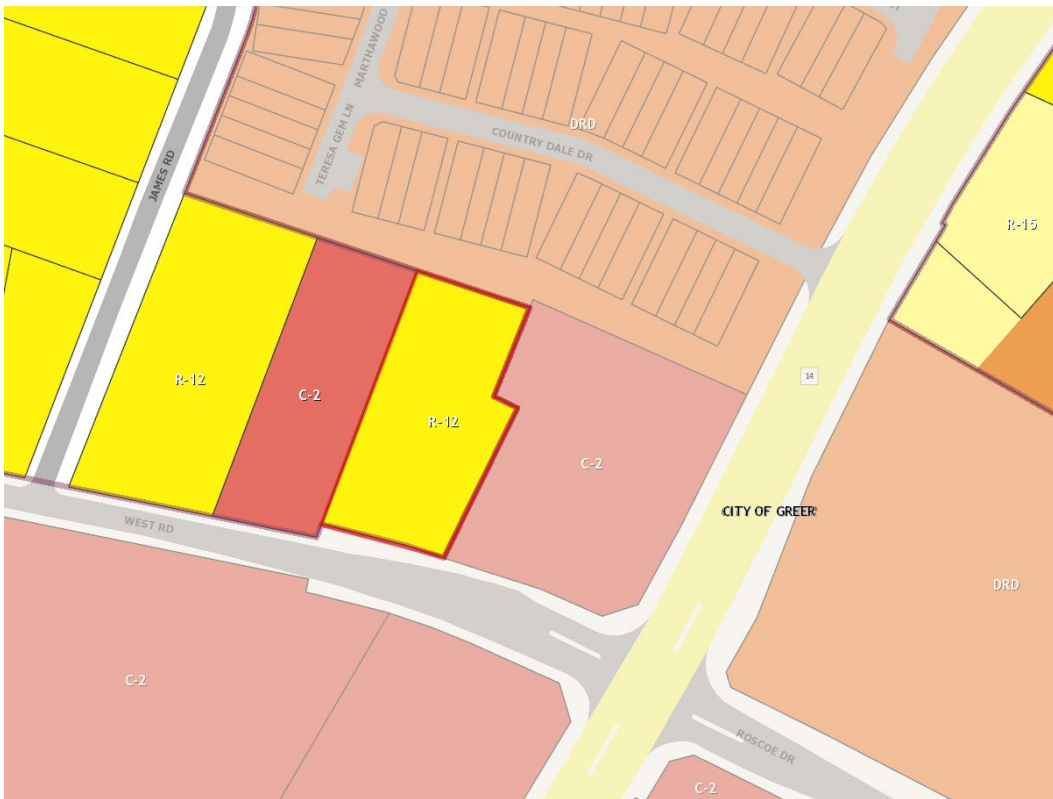 MARTHAWOOD
TERESA GEM LN
DRD
COUNTRY DALE DR
JAMES RD
R-15
14
R-12
C-2
R-12
C-2
CITY OF GREER
WEST RD
DRD
C-2
ROSCOE DR
C-2